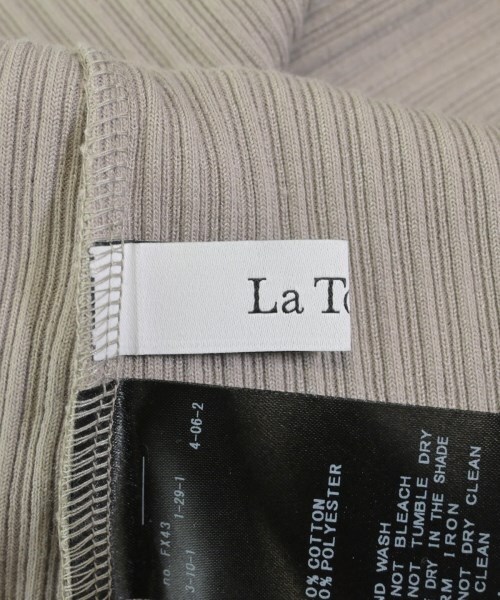 La To
no. FX43 1-29-1 4-06-2
3-10-1
0% COTTON
0% POLYESTER
ND WASH
NOT BLEACH
NOT TUMBLE DRY
DRY IN THE SHADE
RM IRON
CLEAN
NOT DRY CLEAN